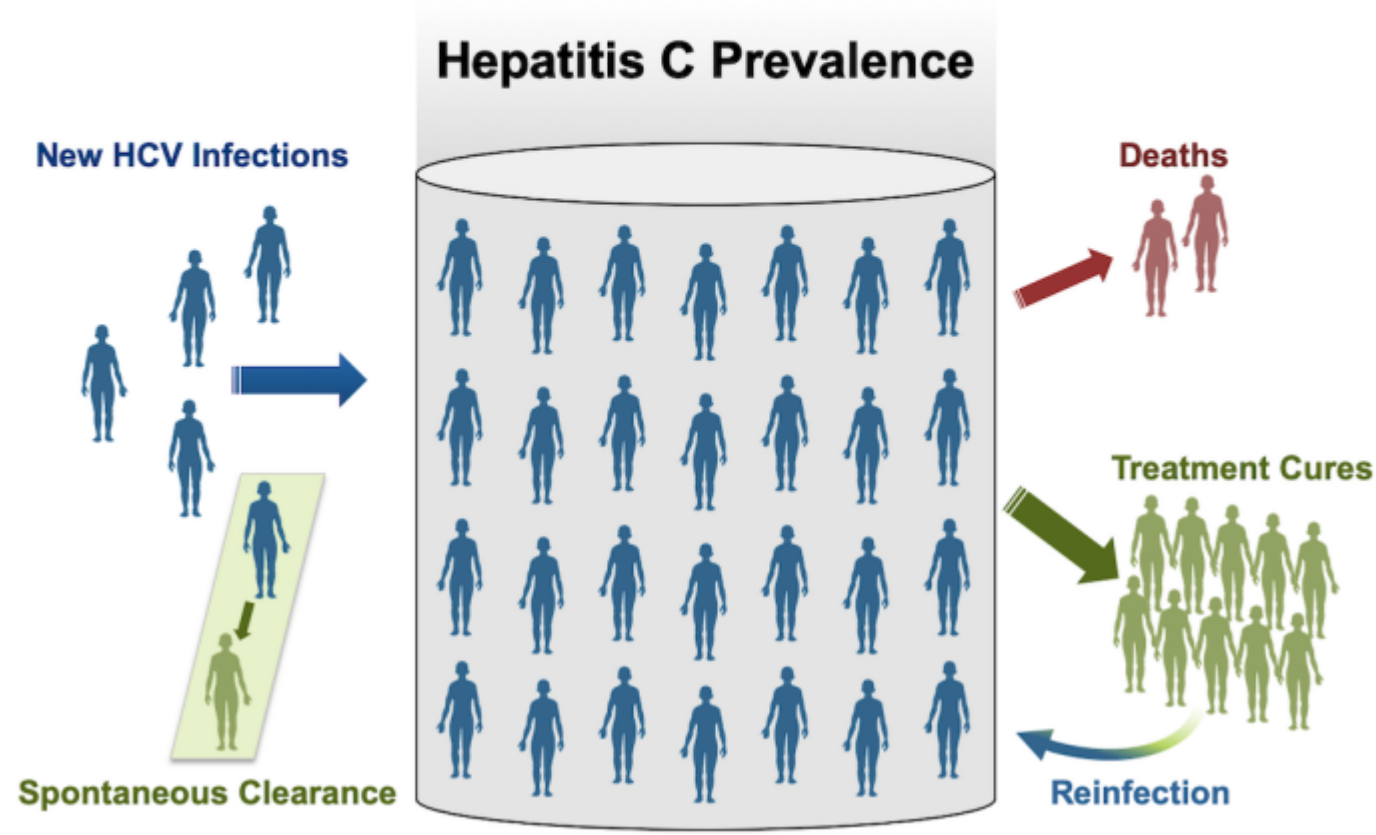 Hepatitis C Prevalence
New HCV Infections
Deaths
Treatment Cures
Spontaneous Clearance
Reinfection